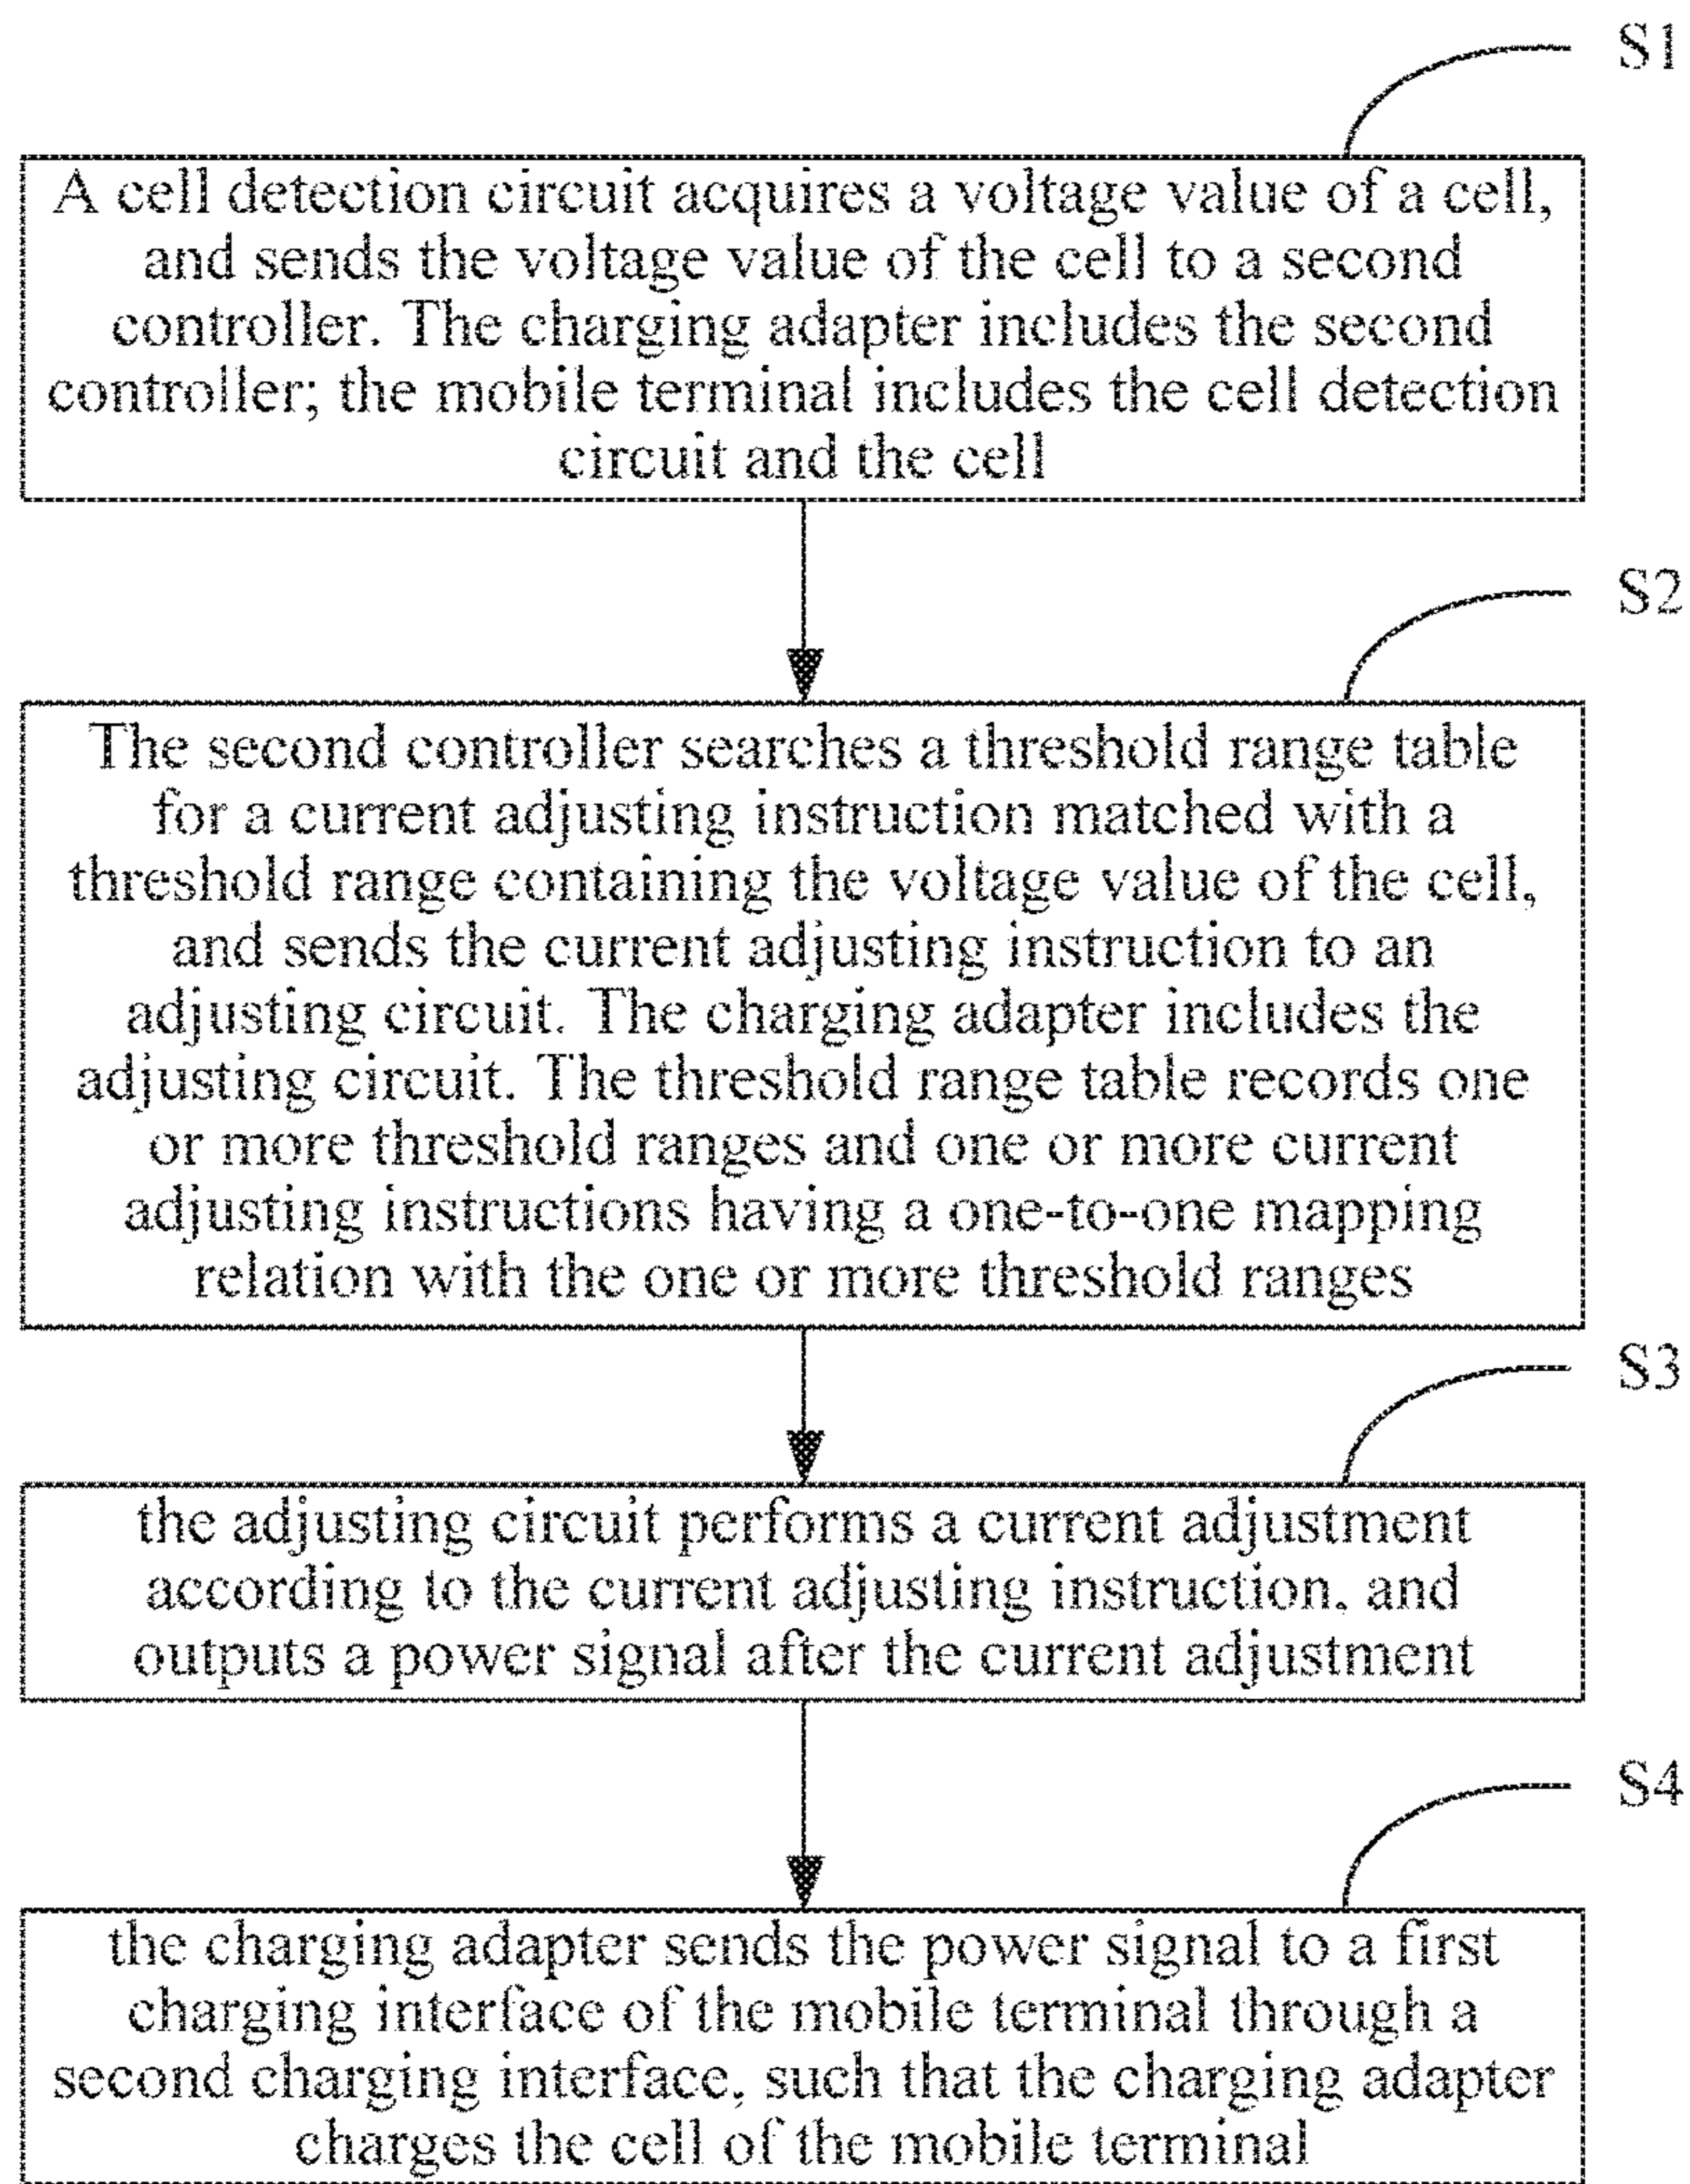 S1
A cell detection circuit acquires a voltage value of a cell,
and sends the voltage value of the cell to a second
controller. The charging adapter includes the second
controller; the mobile terminal includes the cell detection
circuit and the cell
S2
The second controller searches a threshold range table
for a current adjusting instruction matched with a
threshold range containing the voltage value of the cell,
and sends the current adjusting instruction to an
adjusting circuit. The charging adapter includes the
adjusting circuit. The threshold range table records one
or more threshold ranges and one or more current
adjusting instructions having a one-to-one mapping
relation with the one or more threshold ranges
S3
the adjusting circuit performs a current adjustment
according to the current adjusting instruction, and
outputs a power signal after the current adjustment
S4
the charging adapter sends the power signal to a first
charging interface of the mobile terminal through a
second charging interface, such that the charging adapter
charges the cell of the mobile terminal